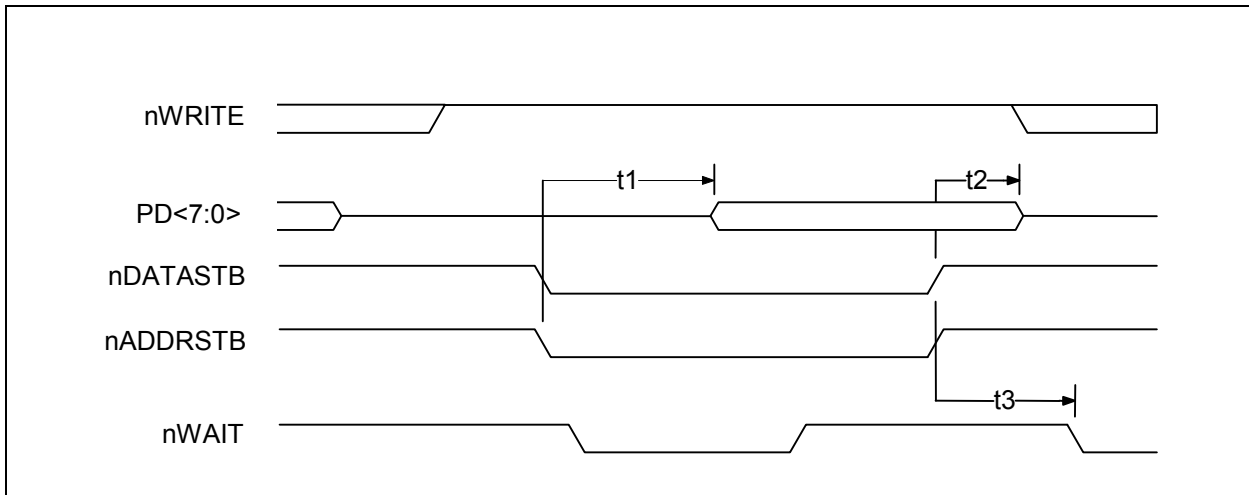 nWRITE
t1
t2
PD<7:0>
nDATASTB
nADDRSTB
t3
nWAIT